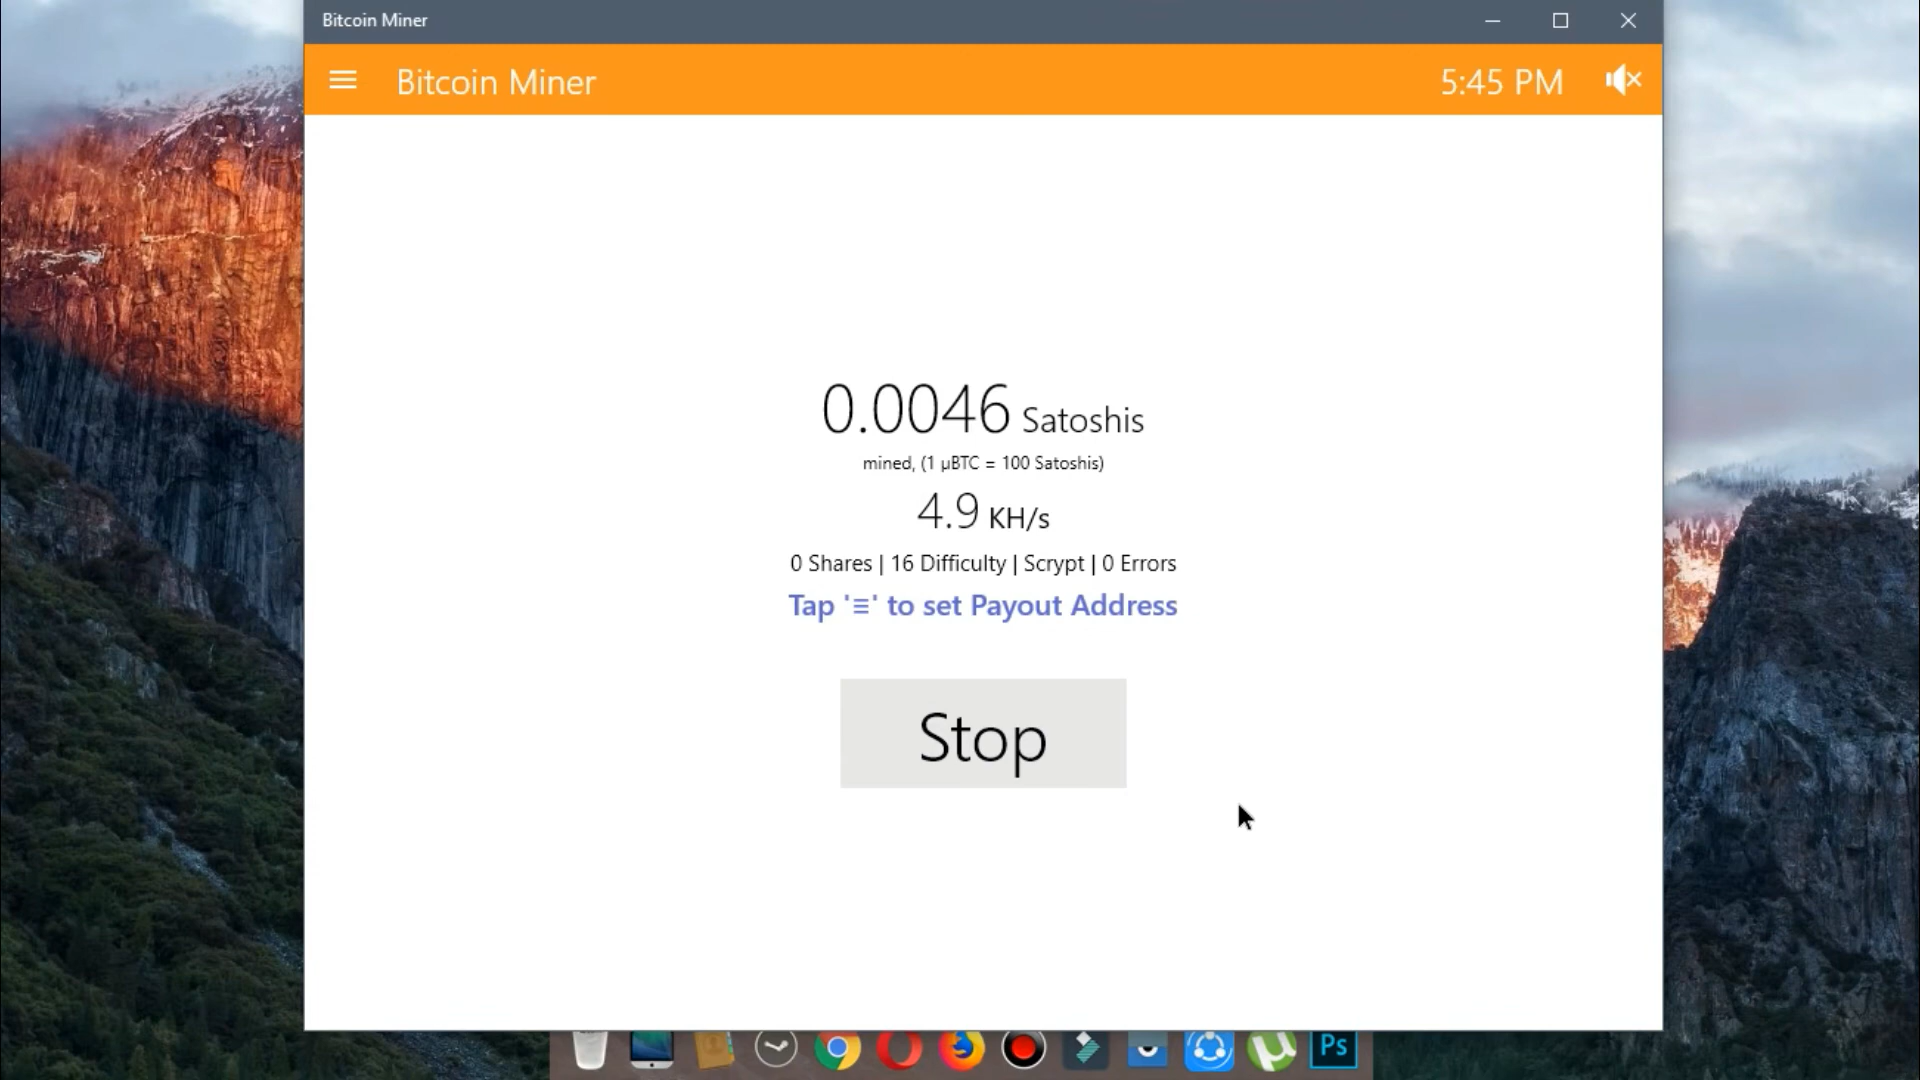 Bitcoin Miner
Bitcoin Miner
5:45 PM
0.0046 Satoshis
mined, (1 µBTC = 100 Satoshis)
4.9 KH/s
0 Shares | 16 Difficulty | Scrypt | 0 Errors
Tap '≡' to set Payout Address
Stop
Ps